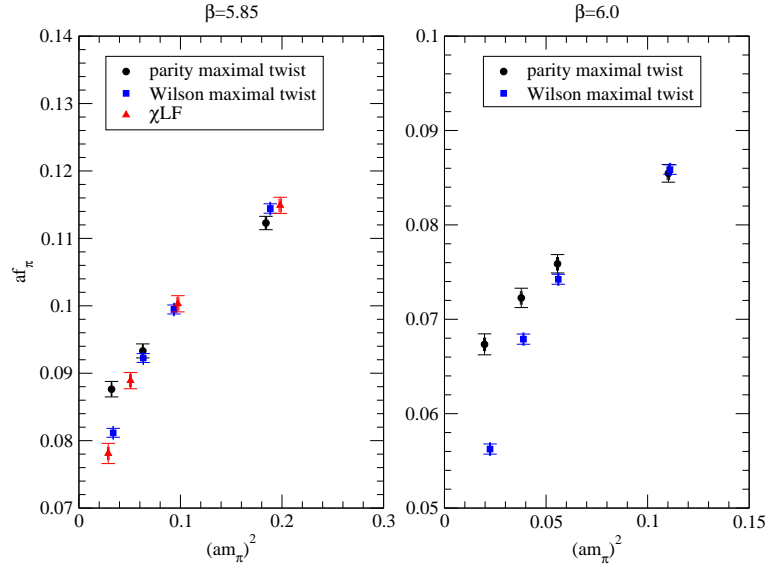 β=5.85
β=6.0
0.14
0.13
0.12
0.11
0.1
0.09
0.08
0.07
af_π
parity maximal twist
Wilson maximal twist
χLF
0
0.1
0.2
0.3
(am_π)^2
0.1
0.09
0.08
0.07
0.06
0.05
parity maximal twist
Wilson maximal twist
0
0.05
0.1
0.15
(am_π)^2